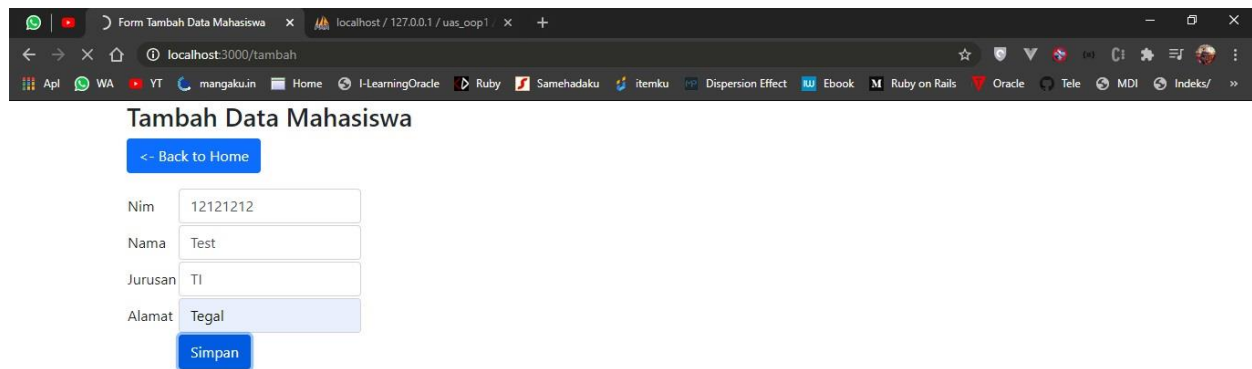 Form Tambah Data Mahasiswa localhost / 127.0.0.1 / uas_oop1 /
localhost:3000/tambah
Apl WA YT mangaku.in Home I-LearningOracle Ruby Samehadaku itemku Dispersion Effect Ebook Ruby on Rails Oracle Tele MDI Indeks/ »
Tambah Data Mahasiswa
<- Back to Home
Nim 12121212
Nama Test
Jurusan TI
Alamat Tegal
Simpan